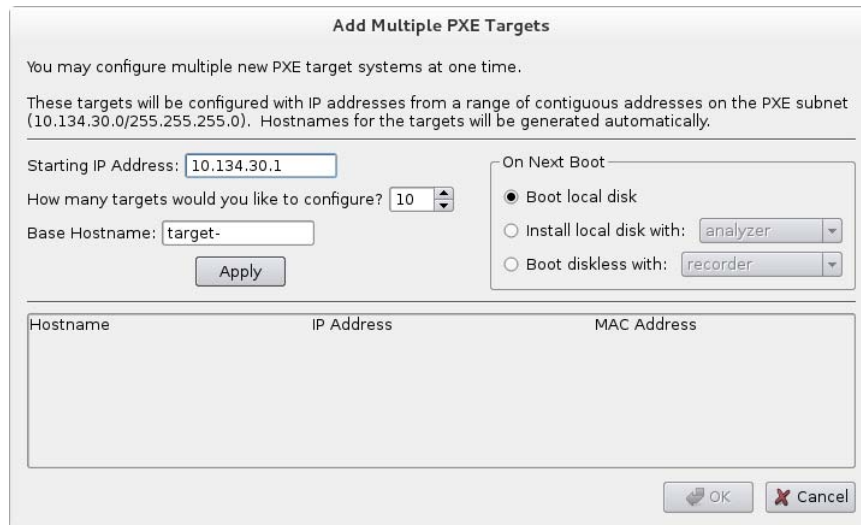 Add Multiple PXE Targets
You may configure multiple new PXE target systems at one time.
These targets will be configured with IP addresses from a range of contiguous addresses on the PXE subnet
(10.134.30.0/255.255.255.0).  Hostnames for the targets will be generated automatically.
Starting IP Address: 10.134.30.1
How many targets would you like to configure? 10
Base Hostname: target-
Apply
On Next Boot
Boot local disk
Install local disk with: analyzer
Boot diskless with: recorder
Hostname IP Address MAC Address
OK Cancel